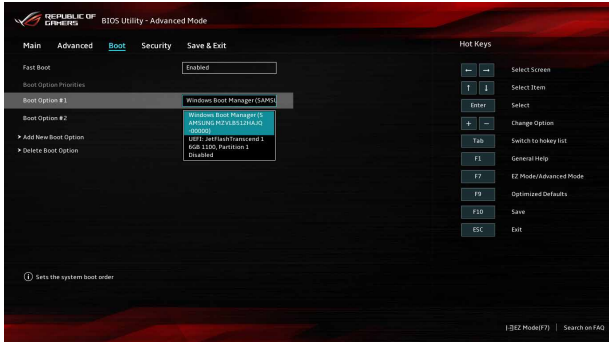 REPUBLIC OF GAMERS BIOS Utility - Advanced Mode
Main Advanced Boot Security Save & Exit
Hot Keys
Fast Boot Enabled
Boot Option Priorities
Boot Option #1 Windows Boot Manager (SAMSU
Boot Option #2
Windows Boot Manager (S
AMSUNG MZVLB512HAJQ
-00000)
UEFI: JetFlashTranscend 1
6GB 1100, Partition 1
Disabled
Add New Boot Option
Delete Boot Option
← → Select Screen
↑ ↓ Select Item
Enter Select
+ - Change Option
Tab Switch to hokey list
F1 General Help
F7 EZ Mode/Advanced Mode
F9 Optimized Defaults
F10 Save
ESC Exit
Sets the system boot order
EZ Mode(F7) | Search on FAQ